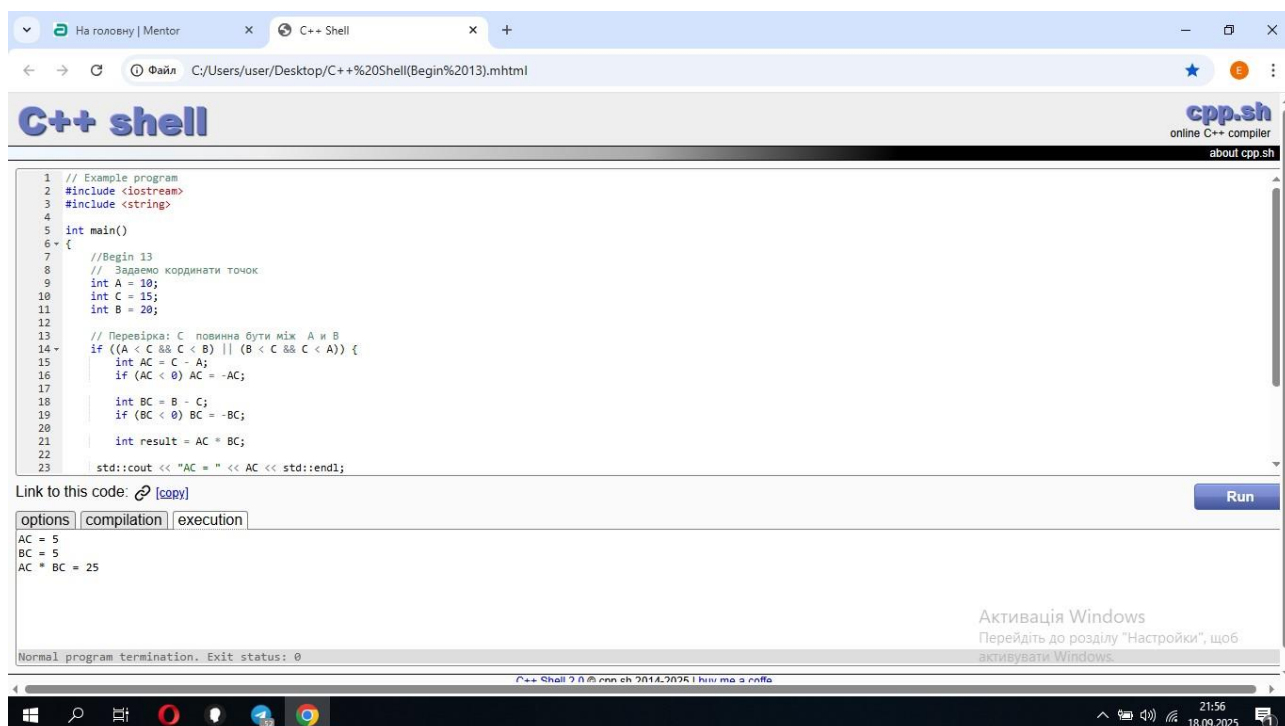 На головну | Mentor
C++ Shell
Файл C:/Users/user/Desktop/C++%20Shell(Begin%2013).mhtml
E
C++ shell
cpp.sh
online C++ compiler
about cpp.sh
1 // Example program
2 #include <iostream>
3 #include <string>
4
5 int main()
6 {
7 //Begin 13
8 // Задаемо кординати точок
9 int A = 10;
10 int C = 15;
11 int B = 20;
12
13 // Перевірка: C повинна бути між A и B
14 if ((A < C && C < B) || (B < C && C < A)) {
15 int AC = C - A;
16 if (AC < 0) AC = -AC;
17
18 int BC = B - C;
19 if (BC < 0) BC = -BC;
20
21 int result = AC * BC;
22
23 std::cout << "AC = " << AC << std::endl;
Link to this code: [copy]
Run
options compilation execution
AC = 5
BC = 5
AC * BC = 25
Активація Windows
Перейдіть до розділу "Настройки", щоб
активувати Windows.
Normal program termination. Exit status: 0
C++ Shell 2.0 © cpp.sh 2014-2025 | buy me a coffe
21:56
18.09.2025